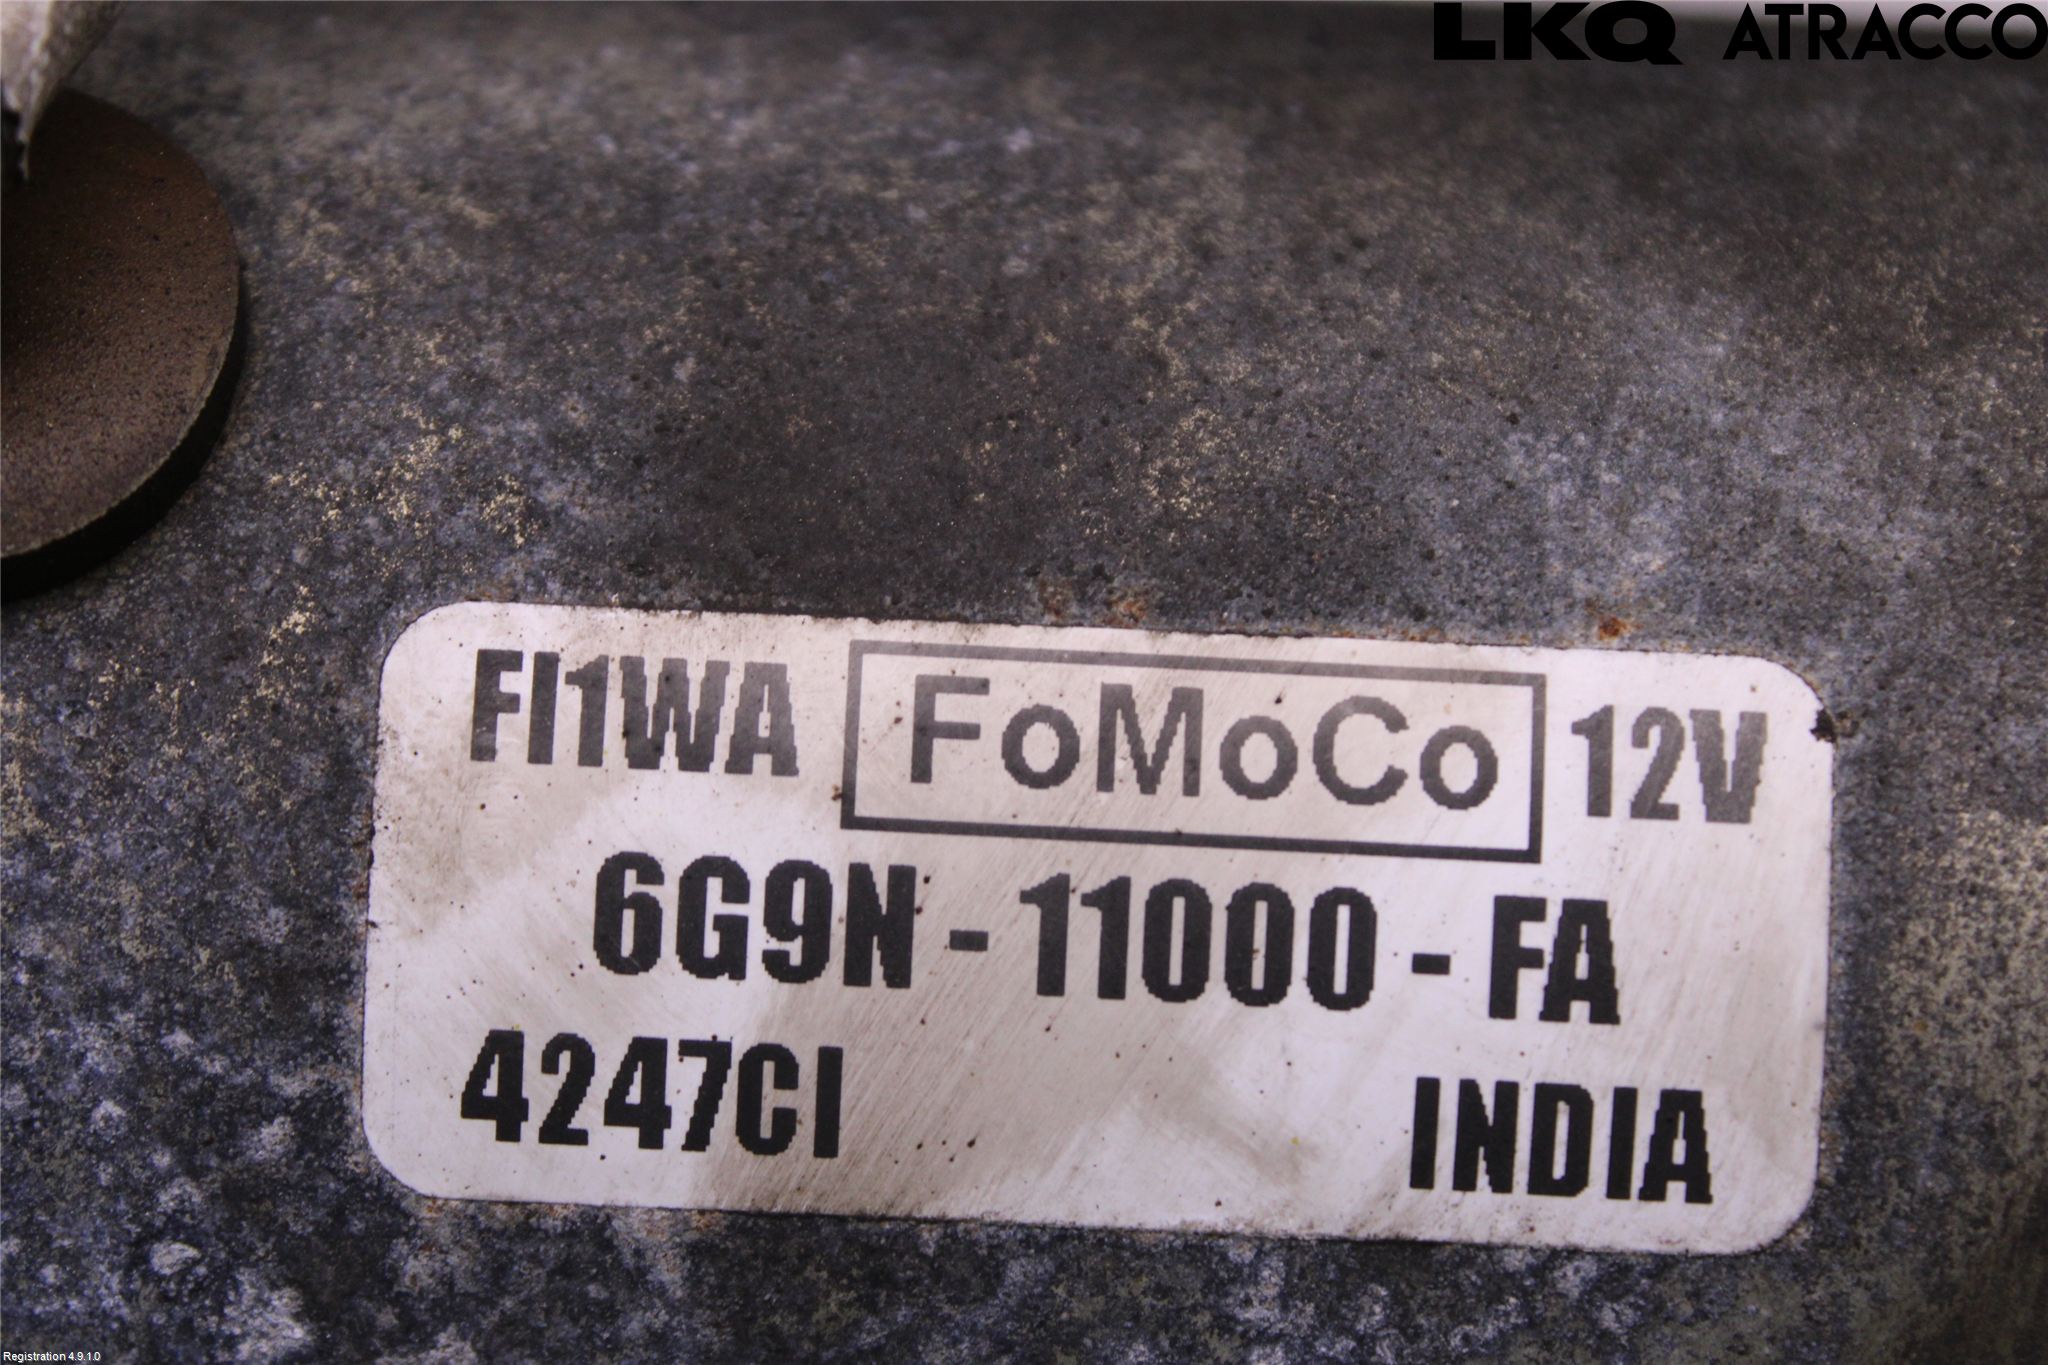 LKQ ATRACCO
FI1WA FoMoCo 12V
6G9N - 11000 - FA
4247CI INDIA
Registration 4.9.1.0